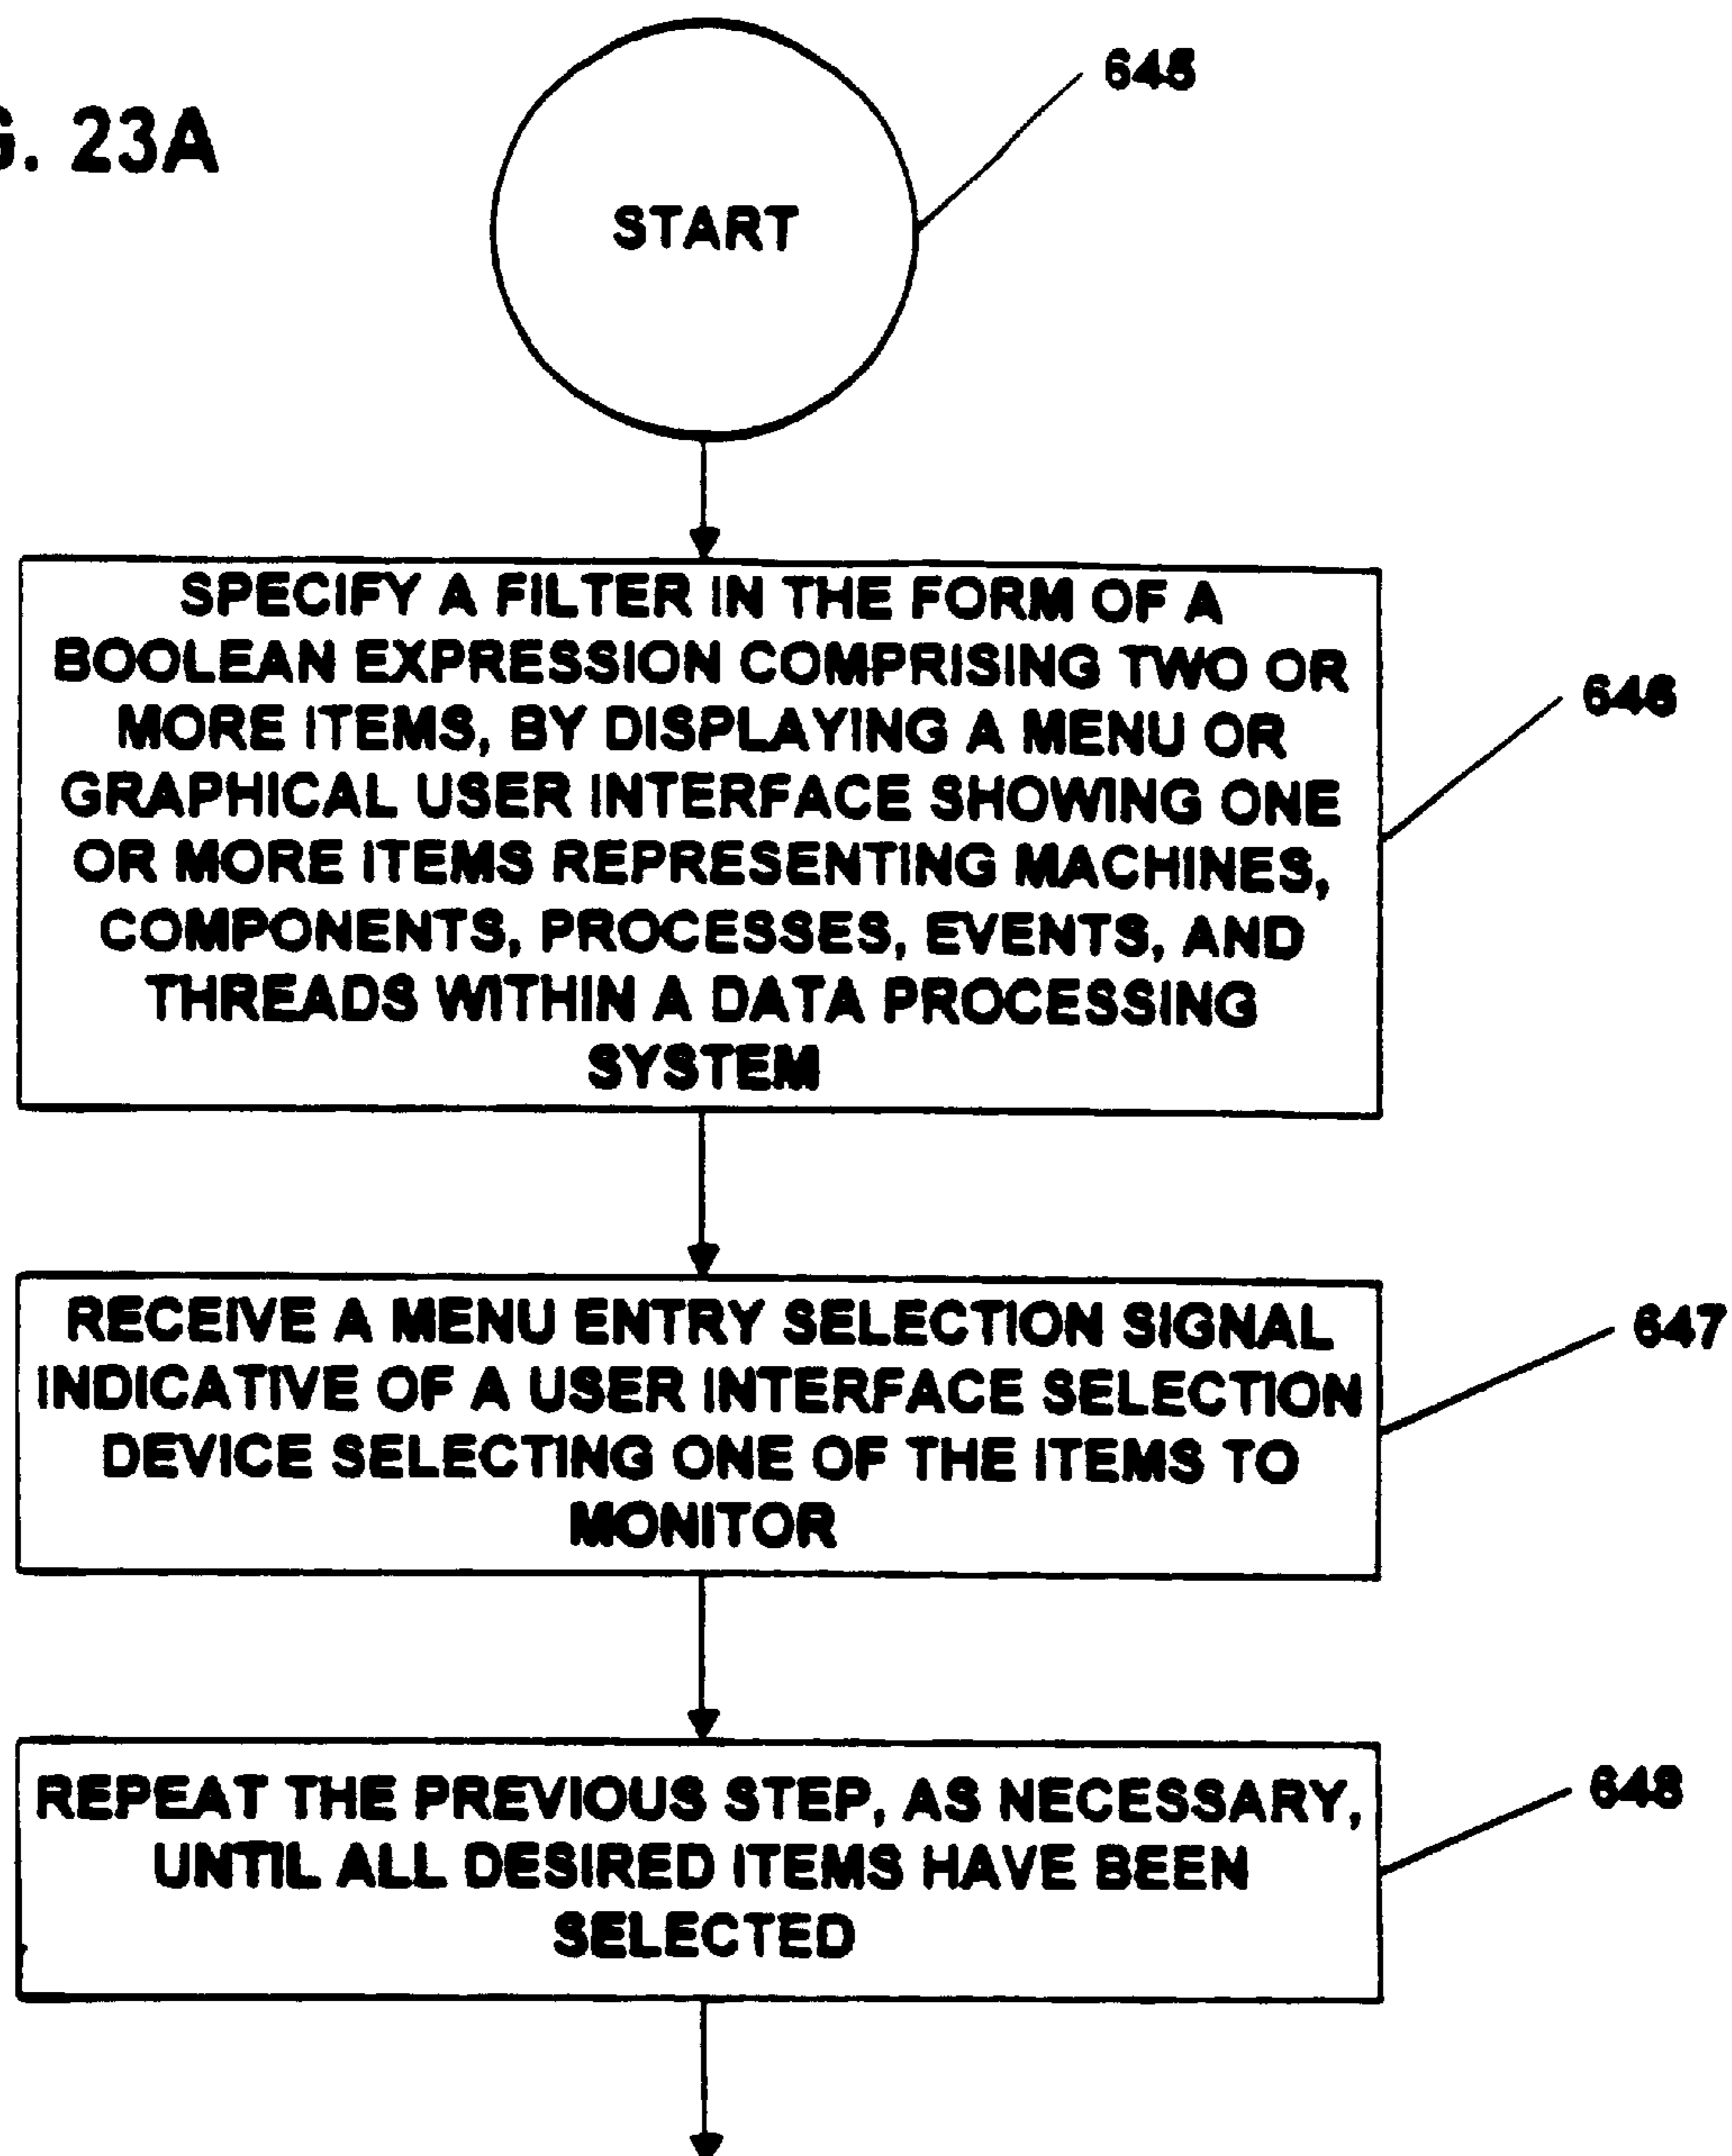 G. 23A
645
START
SPECIFY A FILTER IN THE FORM OF A
BOOLEAN EXPRESSION COMPRISING TWO OR
MORE ITEMS, BY DISPLAYING A MENU OR
GRAPHICAL USER INTERFACE SHOWING ONE
OR MORE ITEMS REPRESENTING MACHINES,
COMPONENTS, PROCESSES, EVENTS, AND
THREADS WITHIN A DATA PROCESSING
SYSTEM
646
RECEIVE A MENU ENTRY SELECTION SIGNAL
INDICATIVE OF A USER INTERFACE SELECTION
DEVICE SELECTING ONE OF THE ITEMS TO
MONITOR
647
REPEAT THE PREVIOUS STEP, AS NECESSARY,
UNTIL ALL DESIRED ITEMS HAVE BEEN
SELECTED
648